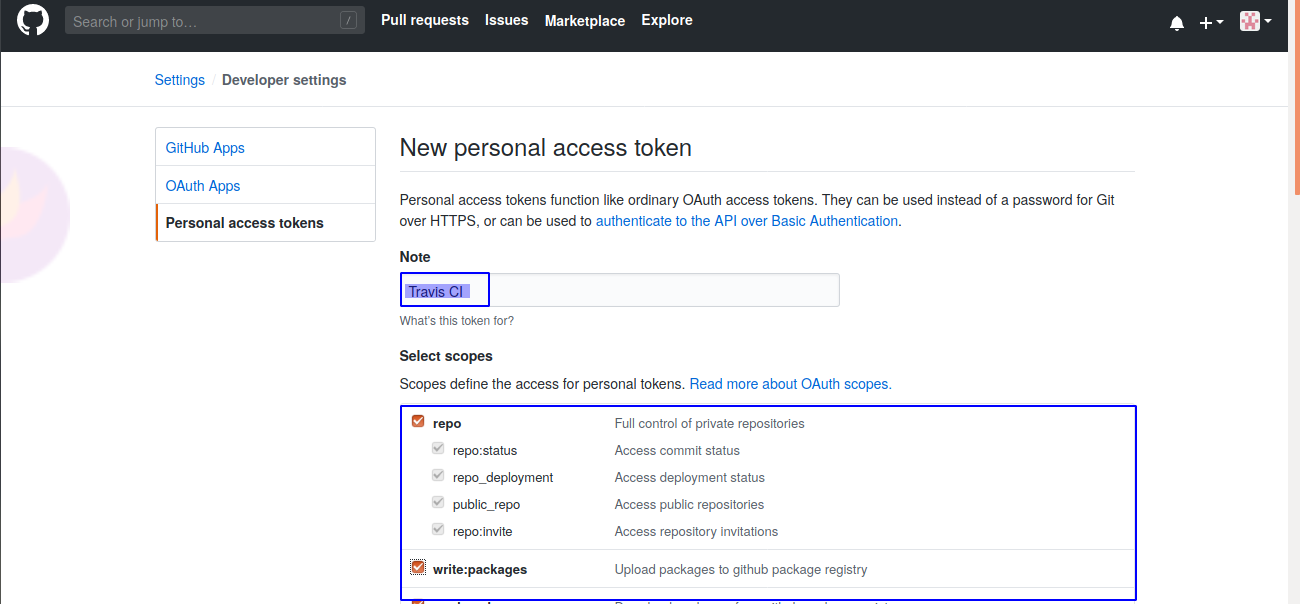 Search or jump to…
/
Pull requests Issues Marketplace Explore
Settings / Developer settings
GitHub Apps
OAuth Apps
Personal access tokens
New personal access token
Personal access tokens function like ordinary OAuth access tokens. They can be used instead of a password for Git
over HTTPS, or can be used to authenticate to the API over Basic Authentication.
Note
Travis CI
What's this token for?
Select scopes
Scopes define the access for personal tokens. Read more about OAuth scopes.
repo Full control of private repositories
repo:status Access commit status
repo_deployment Access deployment status
public_repo Access public repositories
repo:invite Access repository invitations
write:packages Upload packages to github package registry